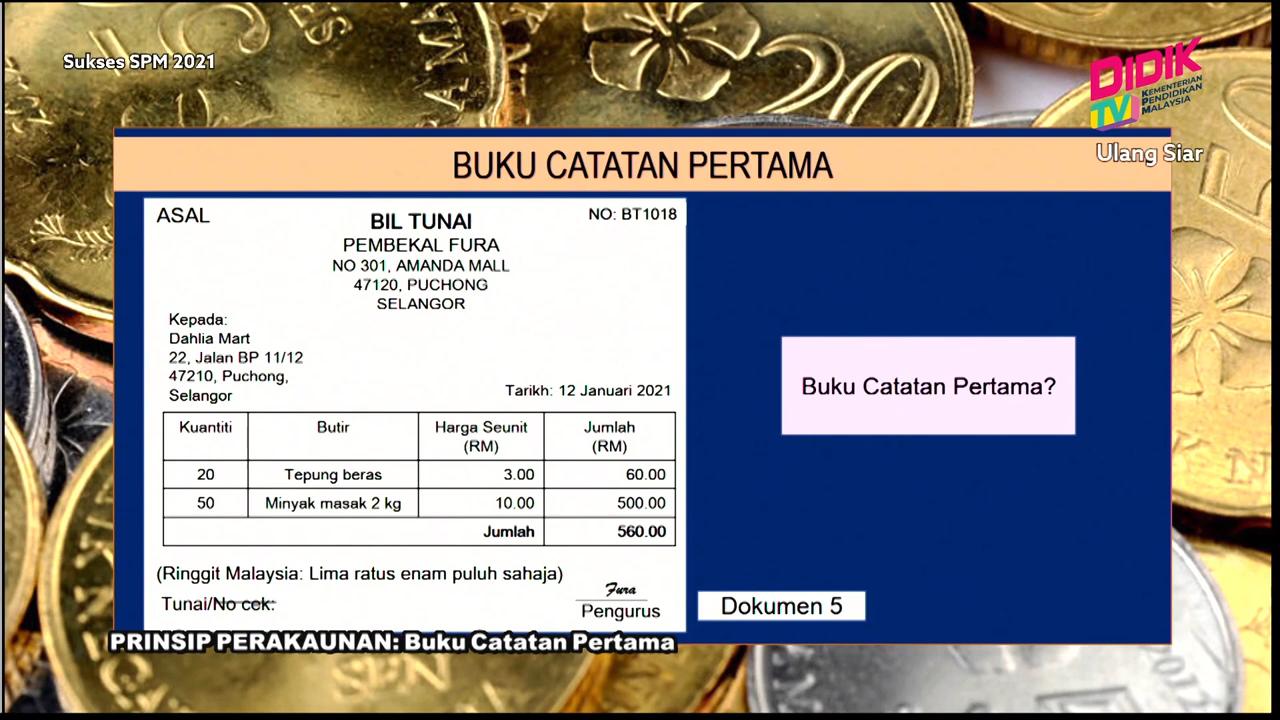 Sukses SPM 2021
DIDIK
TV
KEMENTERIAN
PENDIDIKAN
MALAYSIA
Ulang Siar
BUKU CATATAN PERTAMA
ASAL
BIL TUNAI
NO: BT1018
PEMBEKAL FURA
NO 301, AMANDA MALL
47120, PUCHONG
SELANGOR
Kepada:
Dahlia Mart
22, Jalan BP 11/12
47210, Puchong,
Selangor
Tarikh: 12 Januari 2021
Kuantiti Butir Harga Seunit (RM) Jumlah (RM)
20 Tepung beras 3.00 60.00
50 Minyak masak 2 kg 10.00 500.00
Jumlah 560.00
(Ringgit Malaysia: Lima ratus enam puluh sahaja)
Tunai/No cek:
Fura
Pengurus
Buku Catatan Pertama?
Dokumen 5
PRINSIP PERAKAUNAN: Buku Catatan Pertama
20